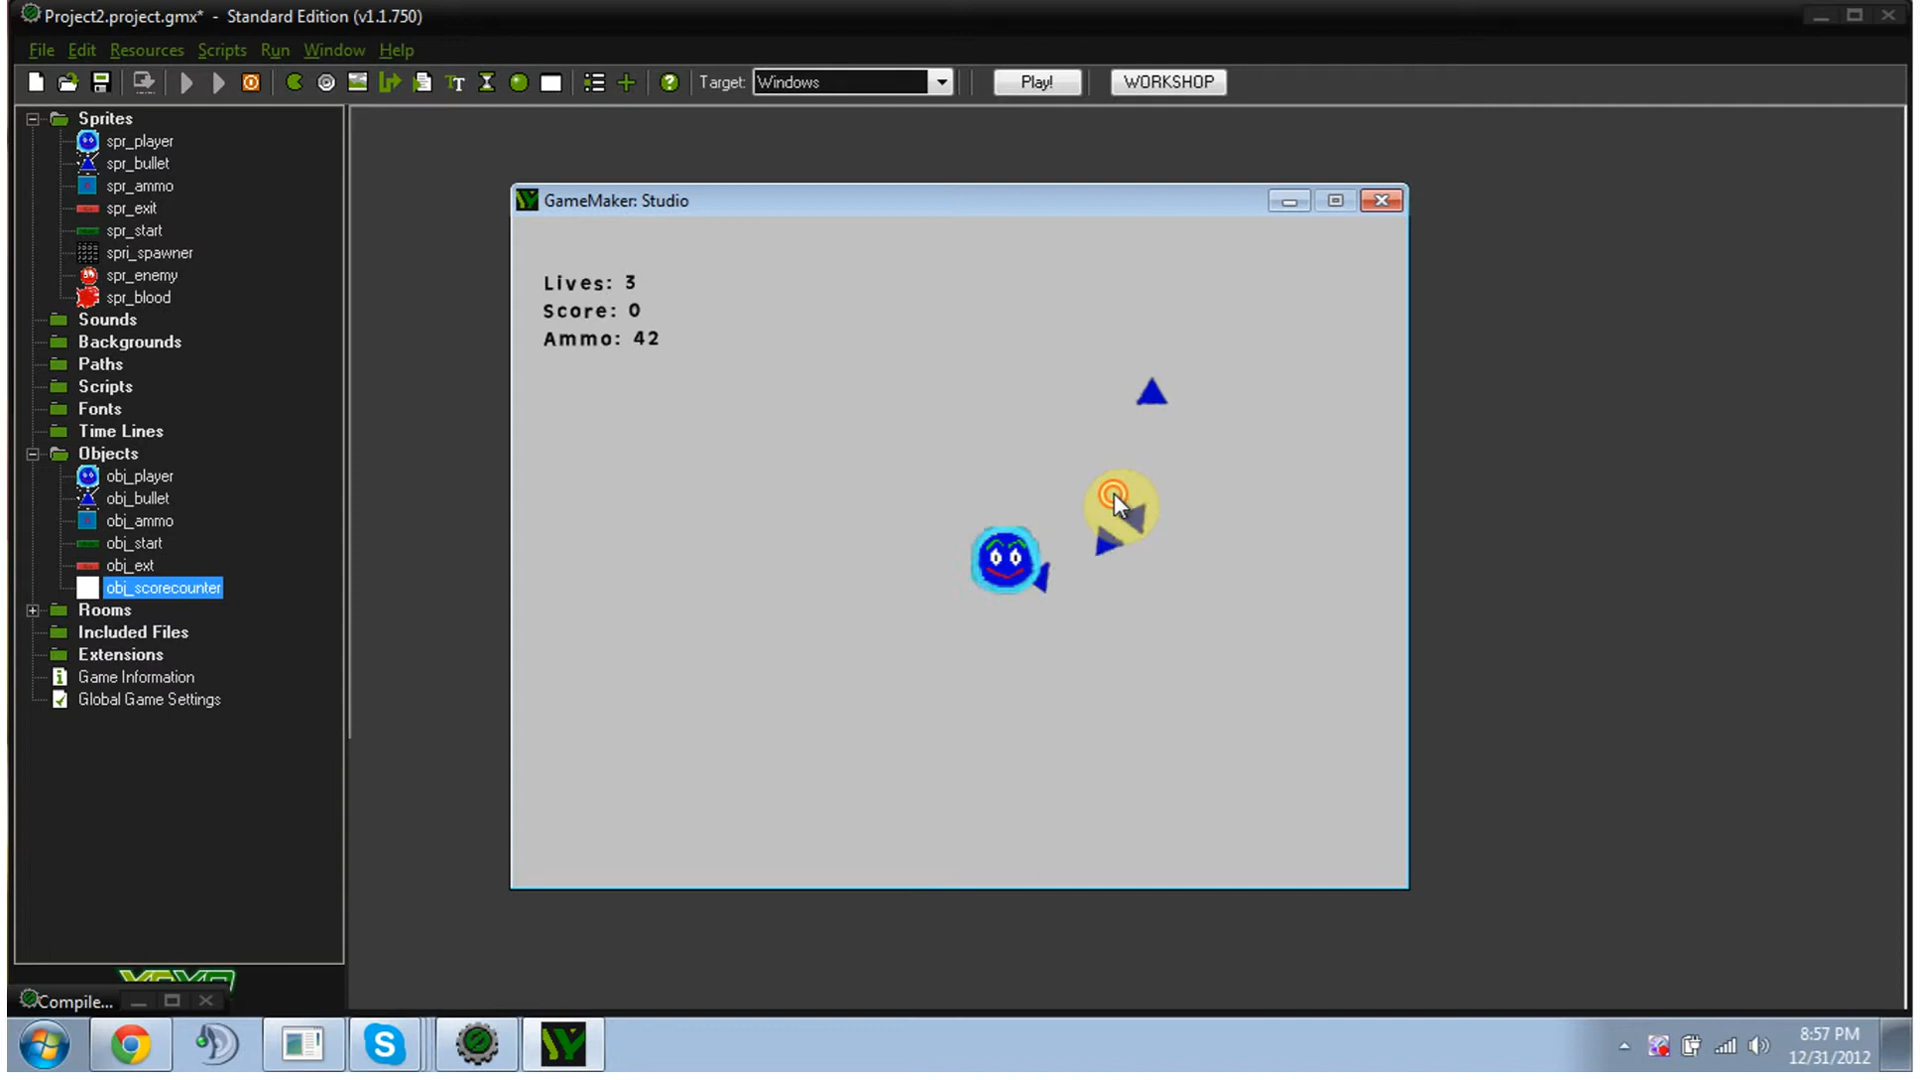 Project2.project.gmx* - Standard Edition (v1.1.750)
File Edit Resources Scripts Run Window Help
Target: Windows Play! WORKSHOP
Sprites
spr_player
spr_bullet
spr_ammo
spr_exit
spr_start
spri_spawner
spr_enemy
spr_blood
Sounds
Backgrounds
Paths
Scripts
Fonts
Time Lines
Objects
obj_player
obj_bullet
obj_ammo
obj_start
obj_ext
obj_scorecounter
Rooms
Included Files
Extensions
Game Information
Global Game Settings
GameMaker: Studio
Lives: 3
Score: 0
Ammo: 42
Compile...
8:57 PM
12/31/2012